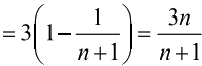 = 3(1 - 1/(n+1)) = 3n/(n+1)